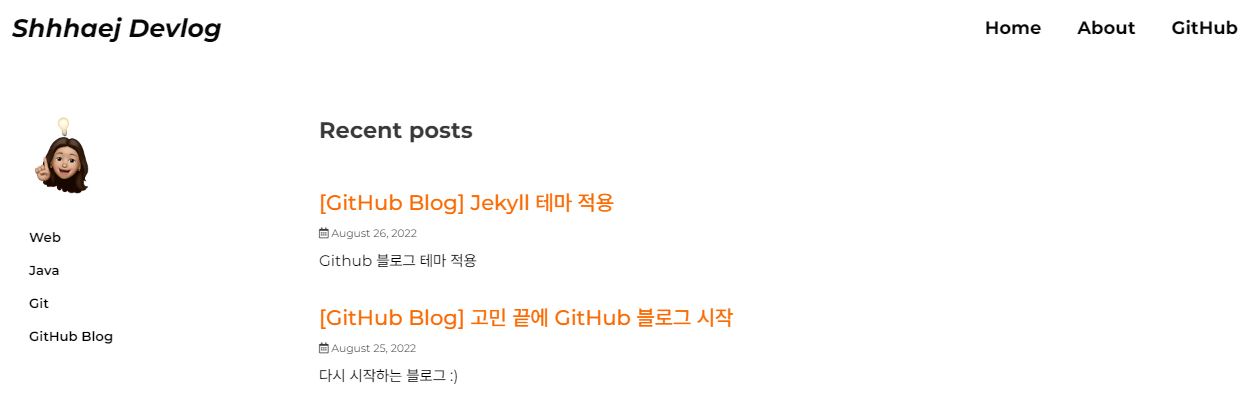 Shhhaej Devlog
Home About GitHub
Web
Java
Git
GitHub Blog
Recent posts
[GitHub Blog] Jekyll 테마 적용
August 26, 2022
Github 블로그 테마 적용
[GitHub Blog] 고민 끝에 GitHub 블로그 시작
August 25, 2022
다시 시작하는 블로그 :)